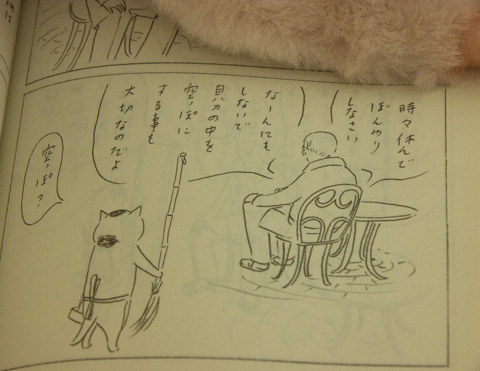 時々休んで
ぼんやり
しなさい
なーんにも
しないで
頭の中を
空っぽに
する事も
大切なのだよ
空っぽ?